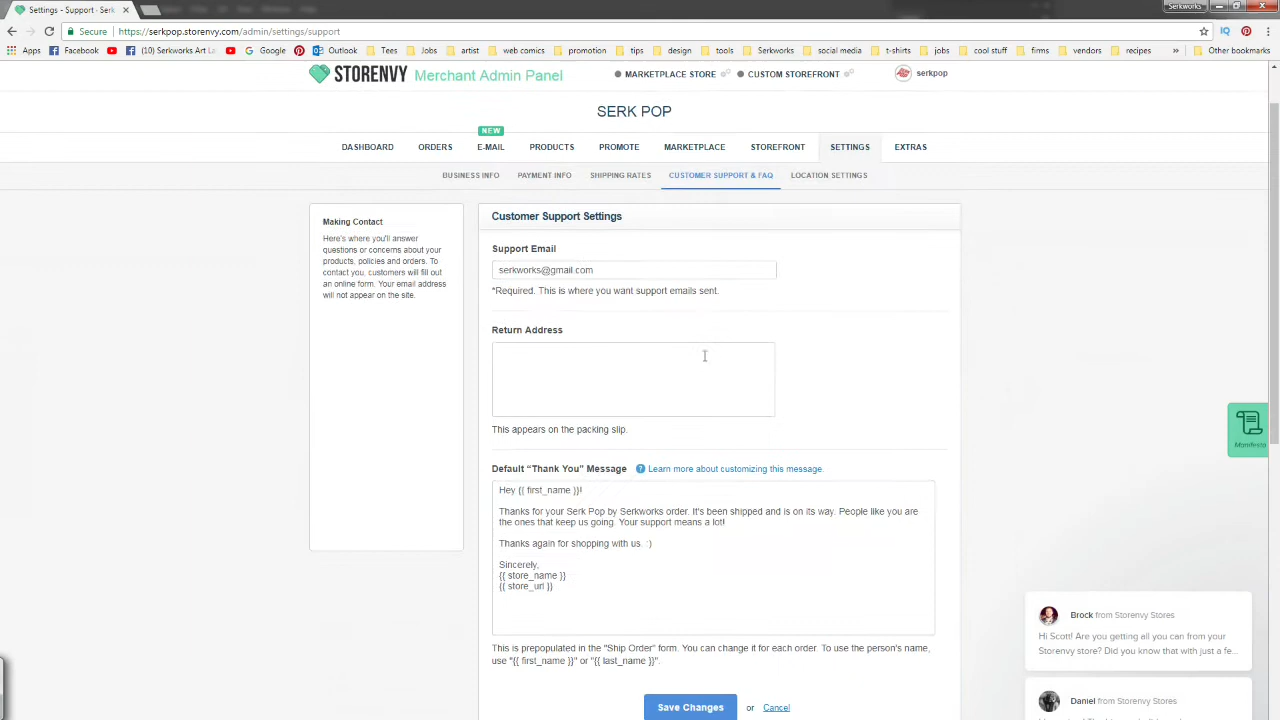 Settings - Support - Serk
Serkworks
Secure https://serkpop.storenvy.com/admin/settings/support
Apps Facebook (10) Serkworks Art La Google Outlook Tees Jobs artist web comics promotion tips design tools Serkworks social media t-shirts jobs cool stuff firms vendors recipes » Other bookmarks
STORENVY Merchant Admin Panel MARKETPLACE STORE CUSTOM STOREFRONT serkpop
SERK POP
NEW
DASHBOARD ORDERS E-MAIL PRODUCTS PROMOTE MARKETPLACE STOREFRONT SETTINGS EXTRAS
BUSINESS INFO PAYMENT INFO SHIPPING RATES CUSTOMER SUPPORT & FAQ LOCATION SETTINGS
Making Contact
Here's where you'll answer
questions or concerns about your
products, policies and orders. To
contact you, customers will fill out
an online form. Your email address
will not appear on the site.
Customer Support Settings
Support Email
serkworks@gmail.com
*Required. This is where you want support emails sent.
Return Address
This appears on the packing slip.
Default “Thank You” Message ? Learn more about customizing this message.
Hey {{ first_name }}!
Thanks for your Serk Pop by Serkworks order. It's been shipped and is on its way. People like you are
the ones that keep us going. Your support means a lot!
Thanks again for shopping with us. :)
Sincerely,
{{ store_name }}
{{ store_url }}
This is prepopulated in the "Ship Order" form. You can change it for each order. To use the person's name,
use "{{ first_name }}" or "{{ last_name }}".
Save Changes or Cancel
Manifesto
Brock from Storenvy Stores
Hi Scott! Are you getting all you can from your
Storenvy store? Did you know that with just a fe...
Daniel from Storenvy Stores